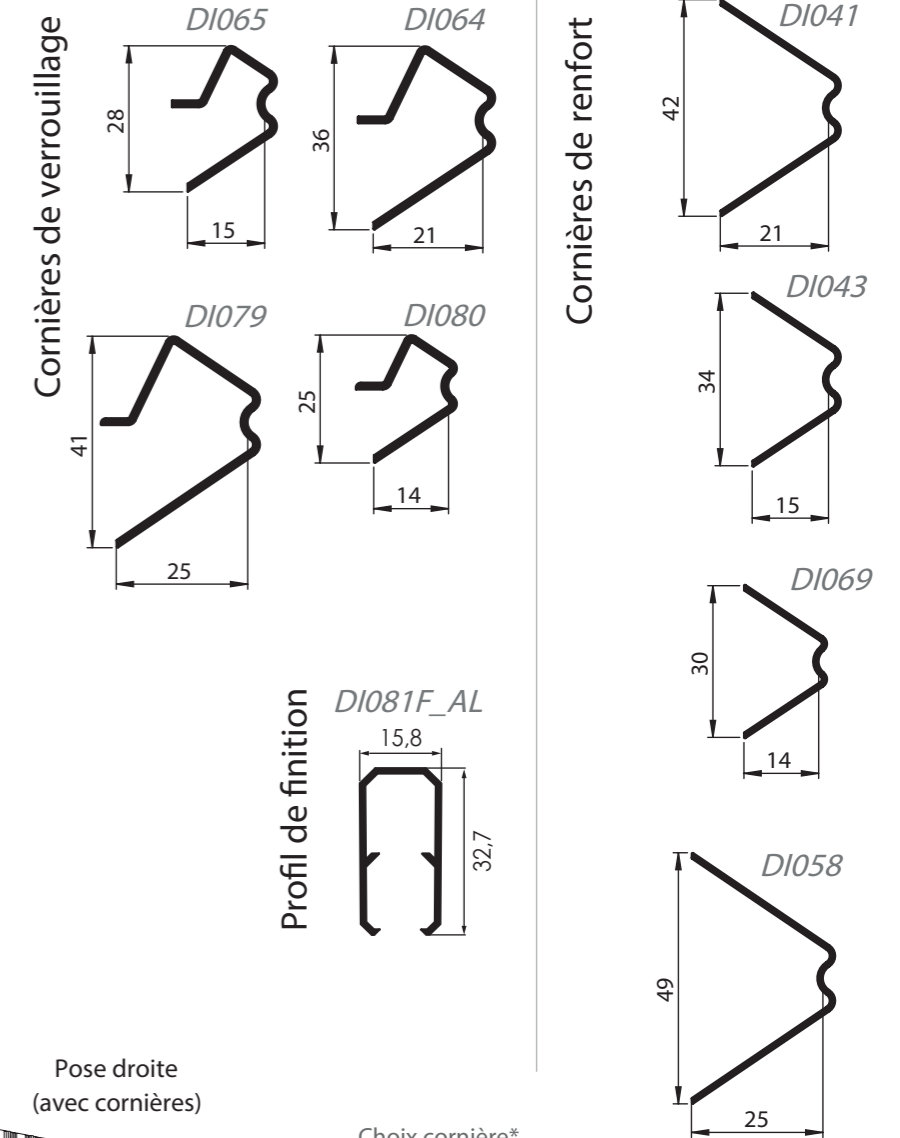 Cornières de verrouillage
DI065
28
15
DI064
36
21
DI079
41
25
DI080
25
14
Profil de finition
DI081F_AL
15,8
32,7
Pose droite
(avec cornières)
Choix cornière*
Cornières de renfort
DI041
42
21
DI043
34
15
DI069
30
14
DI058
49
25